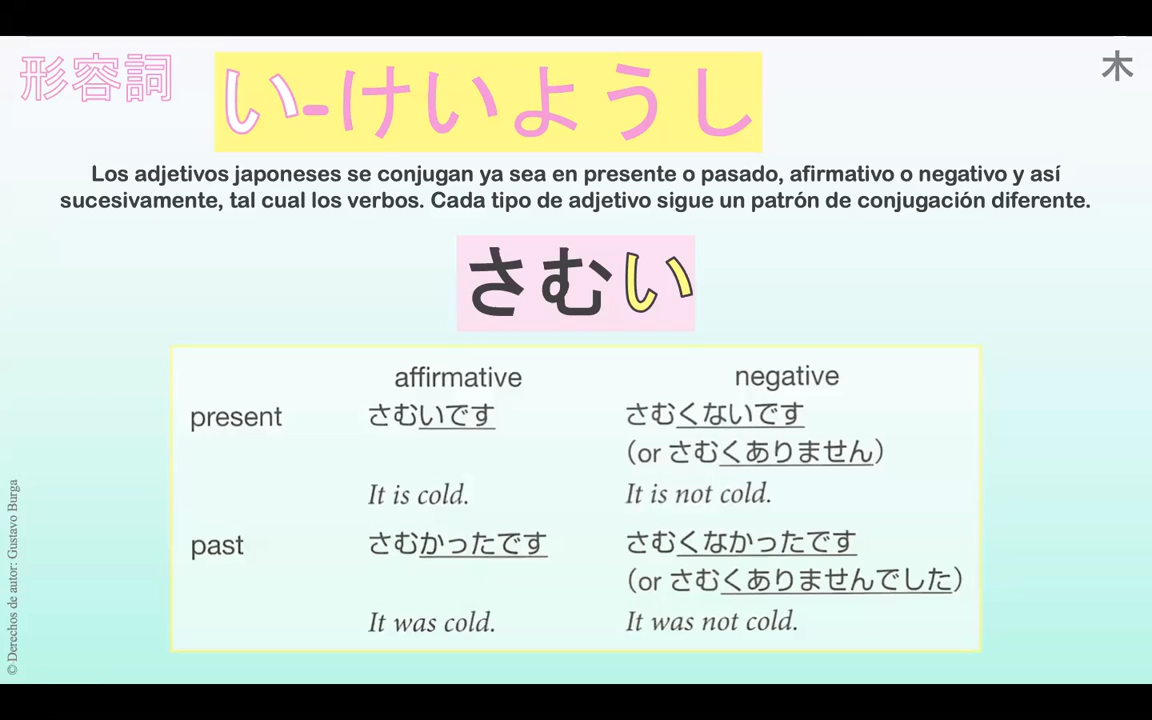 形容詞
い-けいようし
木
Los adjetivos japoneses se conjugan ya sea en presente o pasado, afirmativo o negativo y así
sucesivamente, tal cual los verbos. Cada tipo de adjetivo sigue un patrón de conjugación diferente.
さむい
affirmative negative
present さむいです さむくないです
(or さむくありません)
It is cold. It is not cold.
past さむかったです さむくなかったです
(or さむくありませんでした)
It was cold. It was not cold.
© Derechos de autor: Gustavo Burga